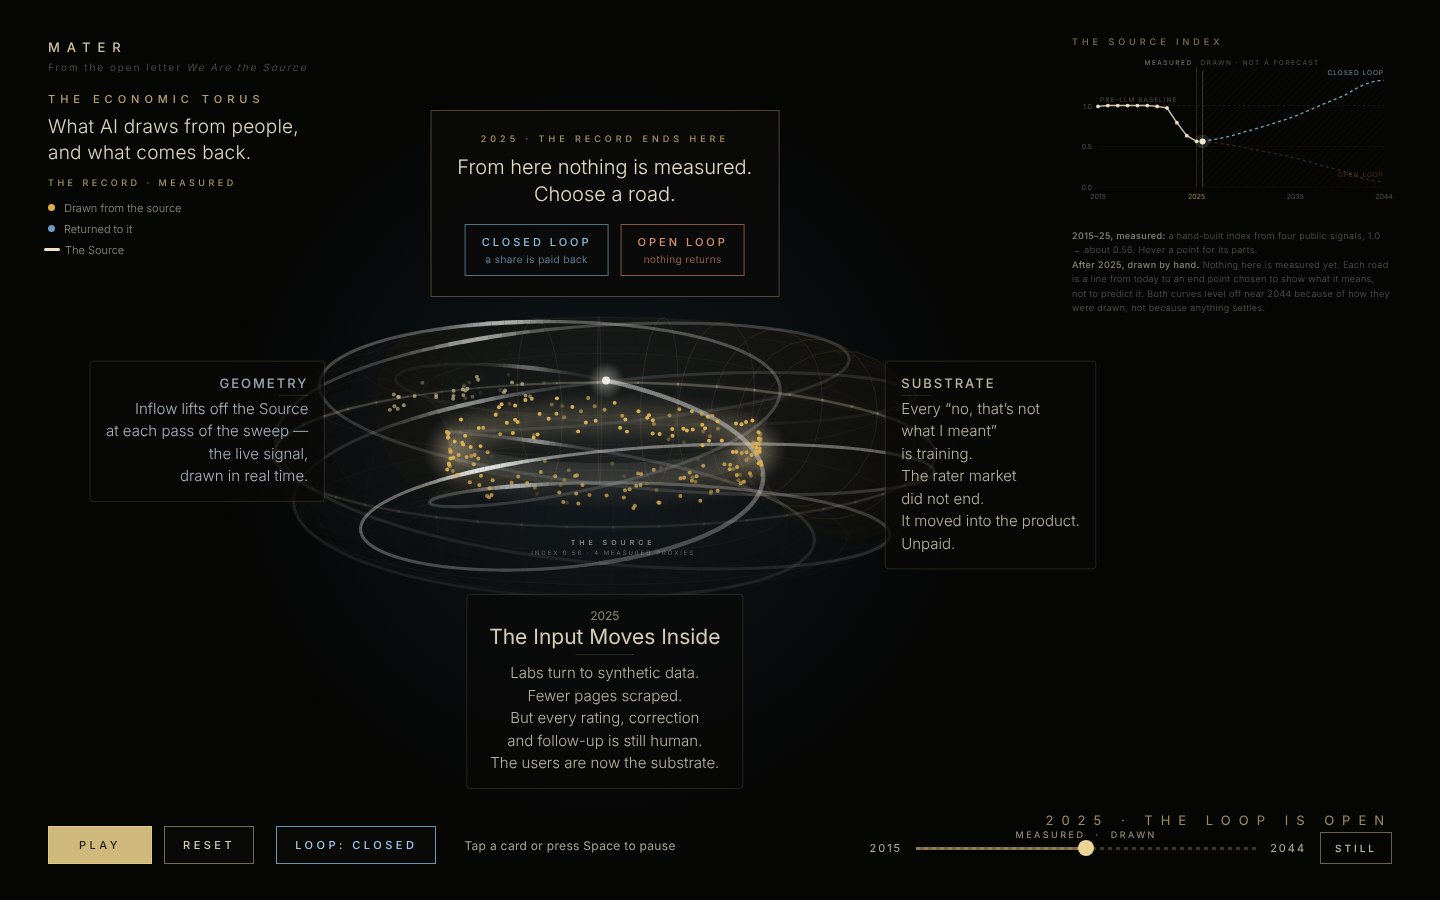 MATER
From the open letter We Are the Source
THE ECONOMIC TORUS
What AI draws from people,
and what comes back.
THE RECORD · MEASURED
Drawn from the source
Returned to it
The Source
2025 · THE RECORD ENDS HERE
From here nothing is measured.
Choose a road.
CLOSED LOOP
a share is paid back
OPEN LOOP
nothing returns
THE SOURCE INDEX
MEASURED DRAWN · NOT A FORECAST
CLOSED LOOP
PRE-LLM BASELINE
1.0
0.5
OPEN LOOP
0.0
2015 2025 2035 2044
2015–25, measured: a hand-built index from four public signals, 1.0
→ about 0.56. Hover a point for its parts.
After 2025, drawn by hand. Nothing here is measured yet. Each road
is a line from today to an end point chosen to show what it means,
not to predict it. Both curves level off near 2044 because of how they
were drawn, not because anything settles.
GEOMETRY
Inflow lifts off the Source
at each pass of the sweep —
the live signal,
drawn in real time.
SUBSTRATE
Every “no, that’s not
what I meant”
is training.
The rater market
did not end.
It moved into the product.
Unpaid.
THE SOURCE
INDEX 0.56 · 4 MEASURED PROXIES
2025
The Input Moves Inside
Labs turn to synthetic data.
Fewer pages scraped.
But every rating, correction
and follow-up is still human.
The users are now the substrate.
PLAY
RESET
LOOP: CLOSED
Tap a card or press Space to pause
2025 · THE LOOP IS OPEN
MEASURED · DRAWN
2015
2044
STILL